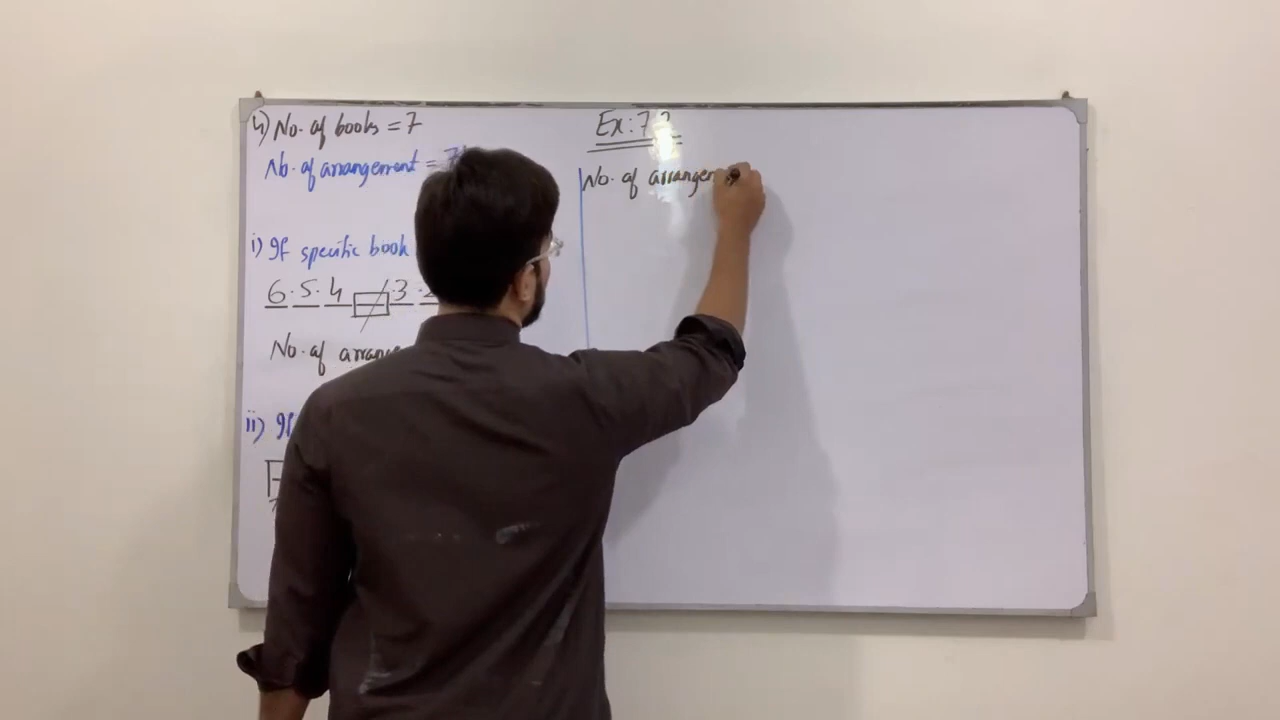 4) No. of books = 7
No. of arrangement = 7
i) If specific book
6 . 5 . 4 . 3 .
No. of arran
ii) If
Ex: 7.2
No. of arrangem